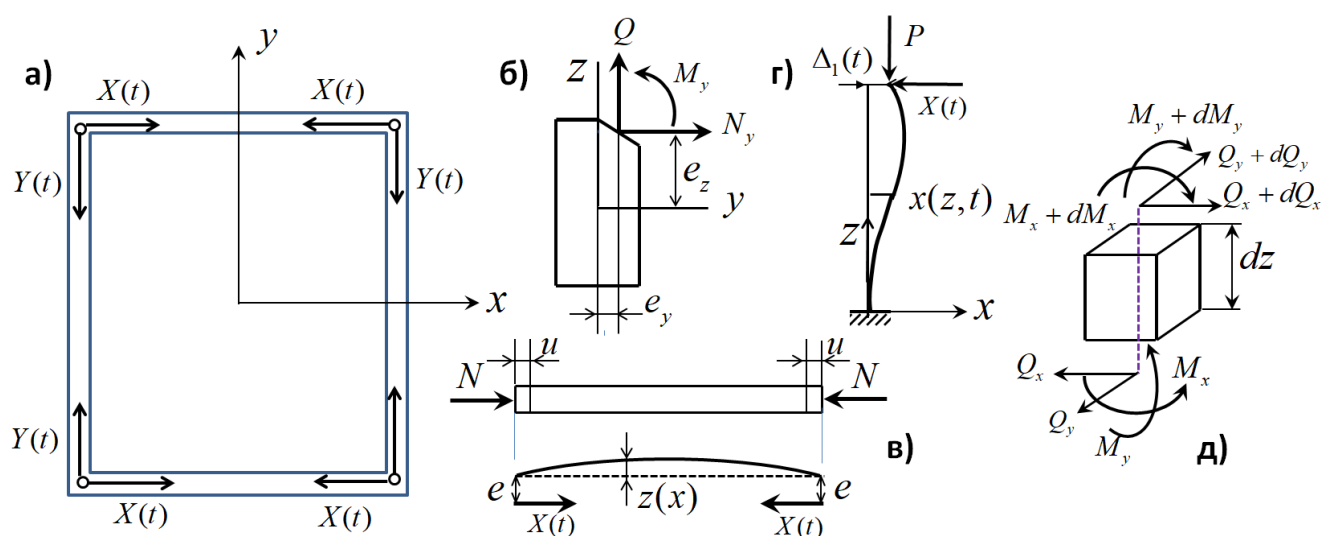 а)
y
X(t)
X(t)
Y(t)
Y(t)
x
Y(t)
Y(t)
X(t)
X(t)
б)
Q
z
M_y
N_y
e_z
y
e_y
г)
P
Δ_1(t)
X(t)
x(z,t)
z
x
u
u
N
N
в)
e
z(x)
e
X(t)
X(t)
M_y + dM_y
Q_y + dQ_y
Q_x + dQ_x
M_x + dM_x
dz
Q_x
M_x
Q_y
M_y
д)